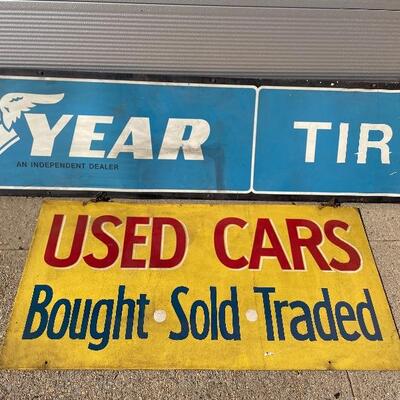 YEAR TIR
AN INDEPENDENT DEALER
USED CARS
Bought • Sold • Traded